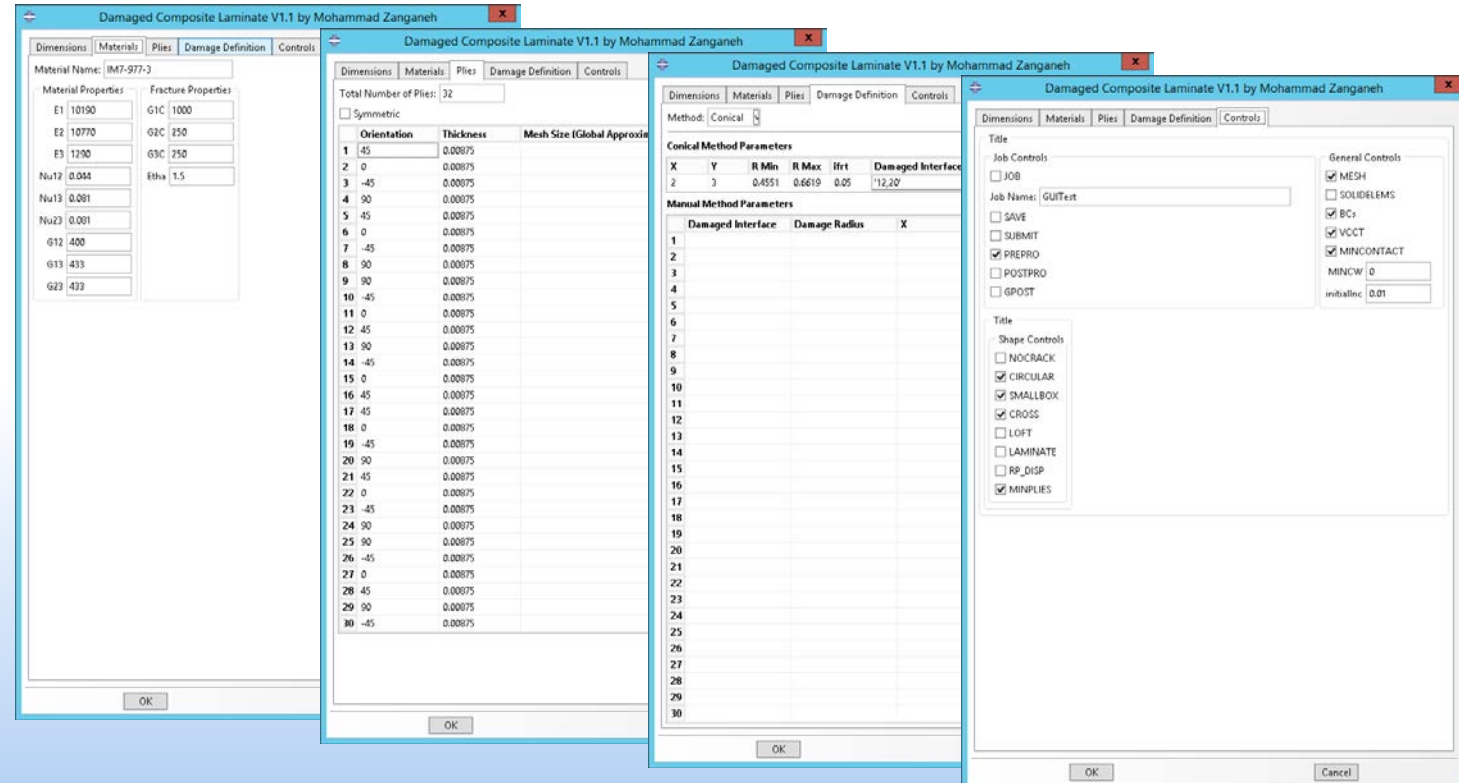 Damaged Composite Laminate V1.1 by Mohammad Zanganeh
x
Dimensions Materials Plies Damage Definition Controls
Material Name: IM7-977-3
Material Properties Fracture Properties
E1 10190 G1C 1000
E2 10770 G2C 250
E3 1290 G3C 250
Nu12 0.044 Etha 1.5
Nu13 0.081
Nu23 0.081
G12 400
G13 433
G23 433
OK
Damaged Composite Laminate V1.1 by Mohammad Zanganeh
x
Dimensions Materials Plies Damage Definition Controls
Total Number of Plies: 32
Symmetric
Orientation Thickness Mesh Size (Global Approxim
1 45 0.00875
2 0 0.00875
3 -45 0.00875
4 90 0.00875
5 45 0.00875
6 0 0.00875
7 -45 0.00875
8 90 0.00875
9 90 0.00875
10 -45 0.00875
11 0 0.00875
12 45 0.00875
13 90 0.00875
14 -45 0.00875
15 0 0.00875
16 45 0.00875
17 45 0.00875
18 0 0.00875
19 -45 0.00875
20 90 0.00875
21 45 0.00875
22 0 0.00875
23 -45 0.00875
24 90 0.00875
25 90 0.00875
26 -45 0.00875
27 0 0.00875
28 45 0.00875
29 90 0.00875
30 -45 0.00875
OK
Damaged Composite Laminate V1.1 by Mohammad Zanganeh
x
Dimensions Materials Plies Damage Definition Controls
Method: Conical
Conical Method Parameters
X Y R Min R Max ifrt Damaged Interface
2 3 0.4551 0.6619 0.05 '12,20'
Manual Method Parameters
Damaged Interface Damage Radius X
1
2
3
4
5
6
7
8
9
10
11
12
13
14
15
16
17
18
19
20
21
22
23
24
25
26
27
28
29
30
OK
Damaged Composite Laminate V1.1 by Mohammad Zanganeh
x
Dimensions Materials Plies Damage Definition Controls
Title
Job Controls General Controls
JOB MESH
Job Name: GUITest SOLIDELEMS
SAVE BCs
SUBMIT VCCT
PREPRO MINCONTACT
POSTPRO MINCW 0
GPOST initialInc 0.01
Title
Shape Controls
NOCRACK
CIRCULAR
SMALLBOX
CROSS
LOFT
LAMINATE
RP_DISP
MINPLIES
OK Cancel